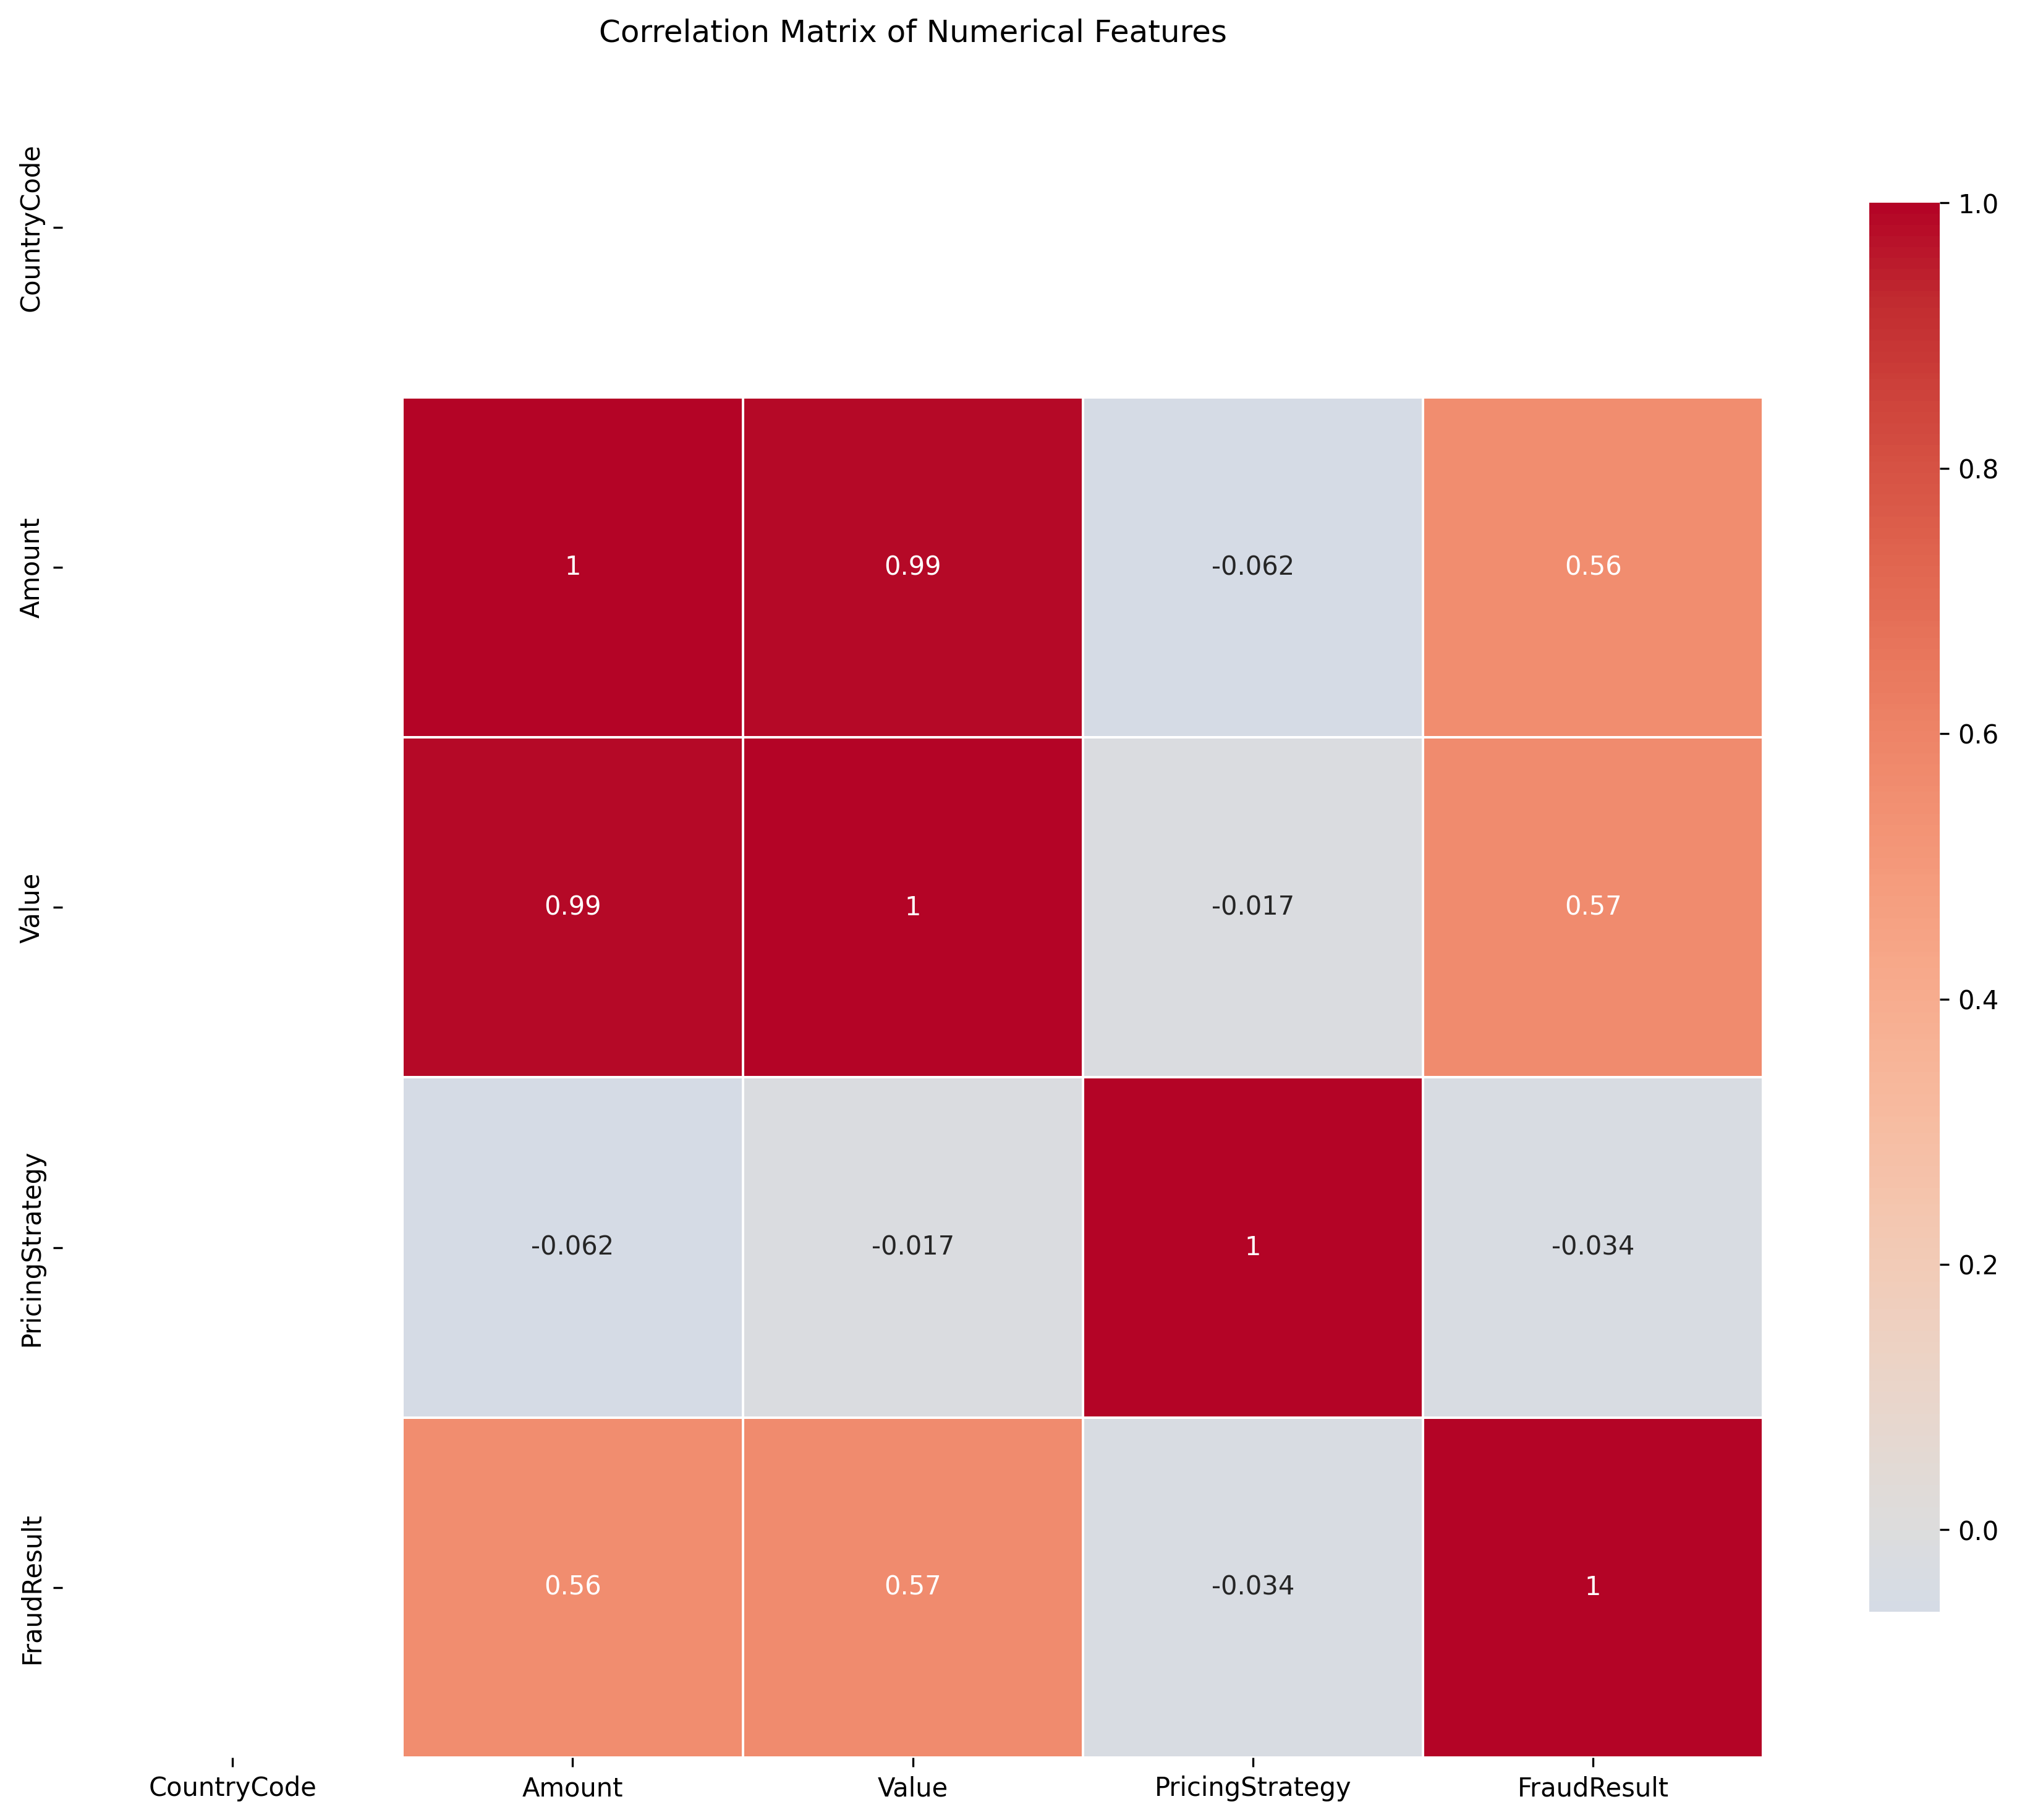 Correlation Matrix of Numerical Features
CountryCode
Amount
Value
PricingStrategy
FraudResult
1 0.99 -0.062 0.56
0.99 1 -0.017 0.57
-0.062 -0.017 1 -0.034
0.56 0.57 -0.034 1
CountryCode Amount Value PricingStrategy FraudResult
1.0
0.8
0.6
0.4
0.2
0.0